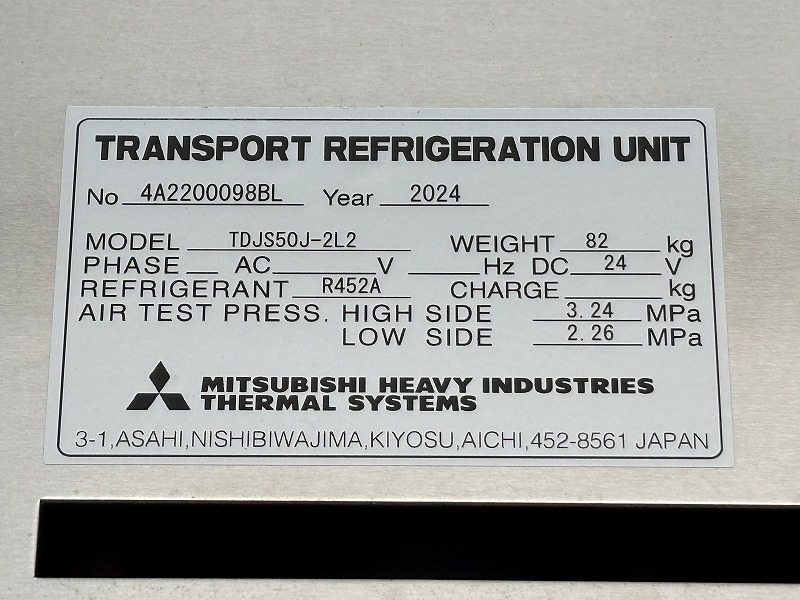 TRANSPORT REFRIGERATION UNIT
No 4A2200098BL Year 2024
MODEL TDJS50J-2L2 WEIGHT 82 kg
PHASE AC V Hz DC 24 V
REFRIGERANT R452A CHARGE kg
AIR TEST PRESS. HIGH SIDE 3.24 MPa
LOW SIDE 2.26 MPa
MITSUBISHI HEAVY INDUSTRIES
THERMAL SYSTEMS
3-1,ASAHI,NISHIBIWAJIMA,KIYOSU,AICHI,452-8561 JAPAN